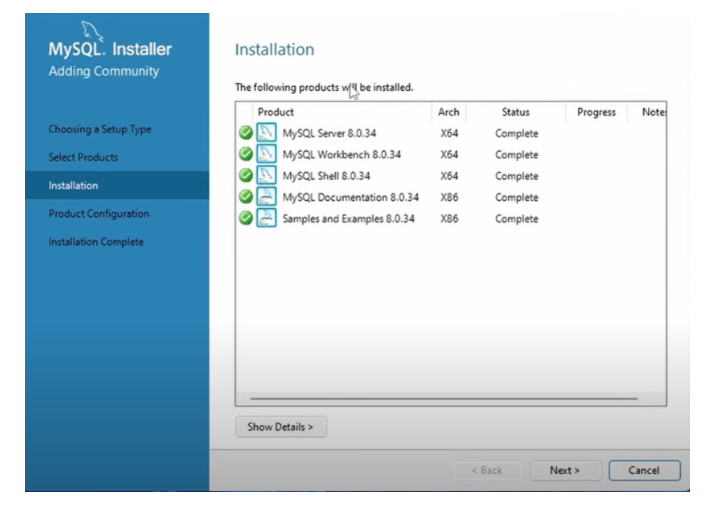 MySQL. Installer
Adding Community
Choosing a Setup Type
Select Products
Installation
Product Configuration
Installation Complete
Installation
The following products will be installed.
Product Arch Status Progress Notes
MySQL Server 8.0.34 X64 Complete
MySQL Workbench 8.0.34 X64 Complete
MySQL Shell 8.0.34 X64 Complete
MySQL Documentation 8.0.34 X86 Complete
Samples and Examples 8.0.34 X86 Complete
Show Details >
< Back Next > Cancel